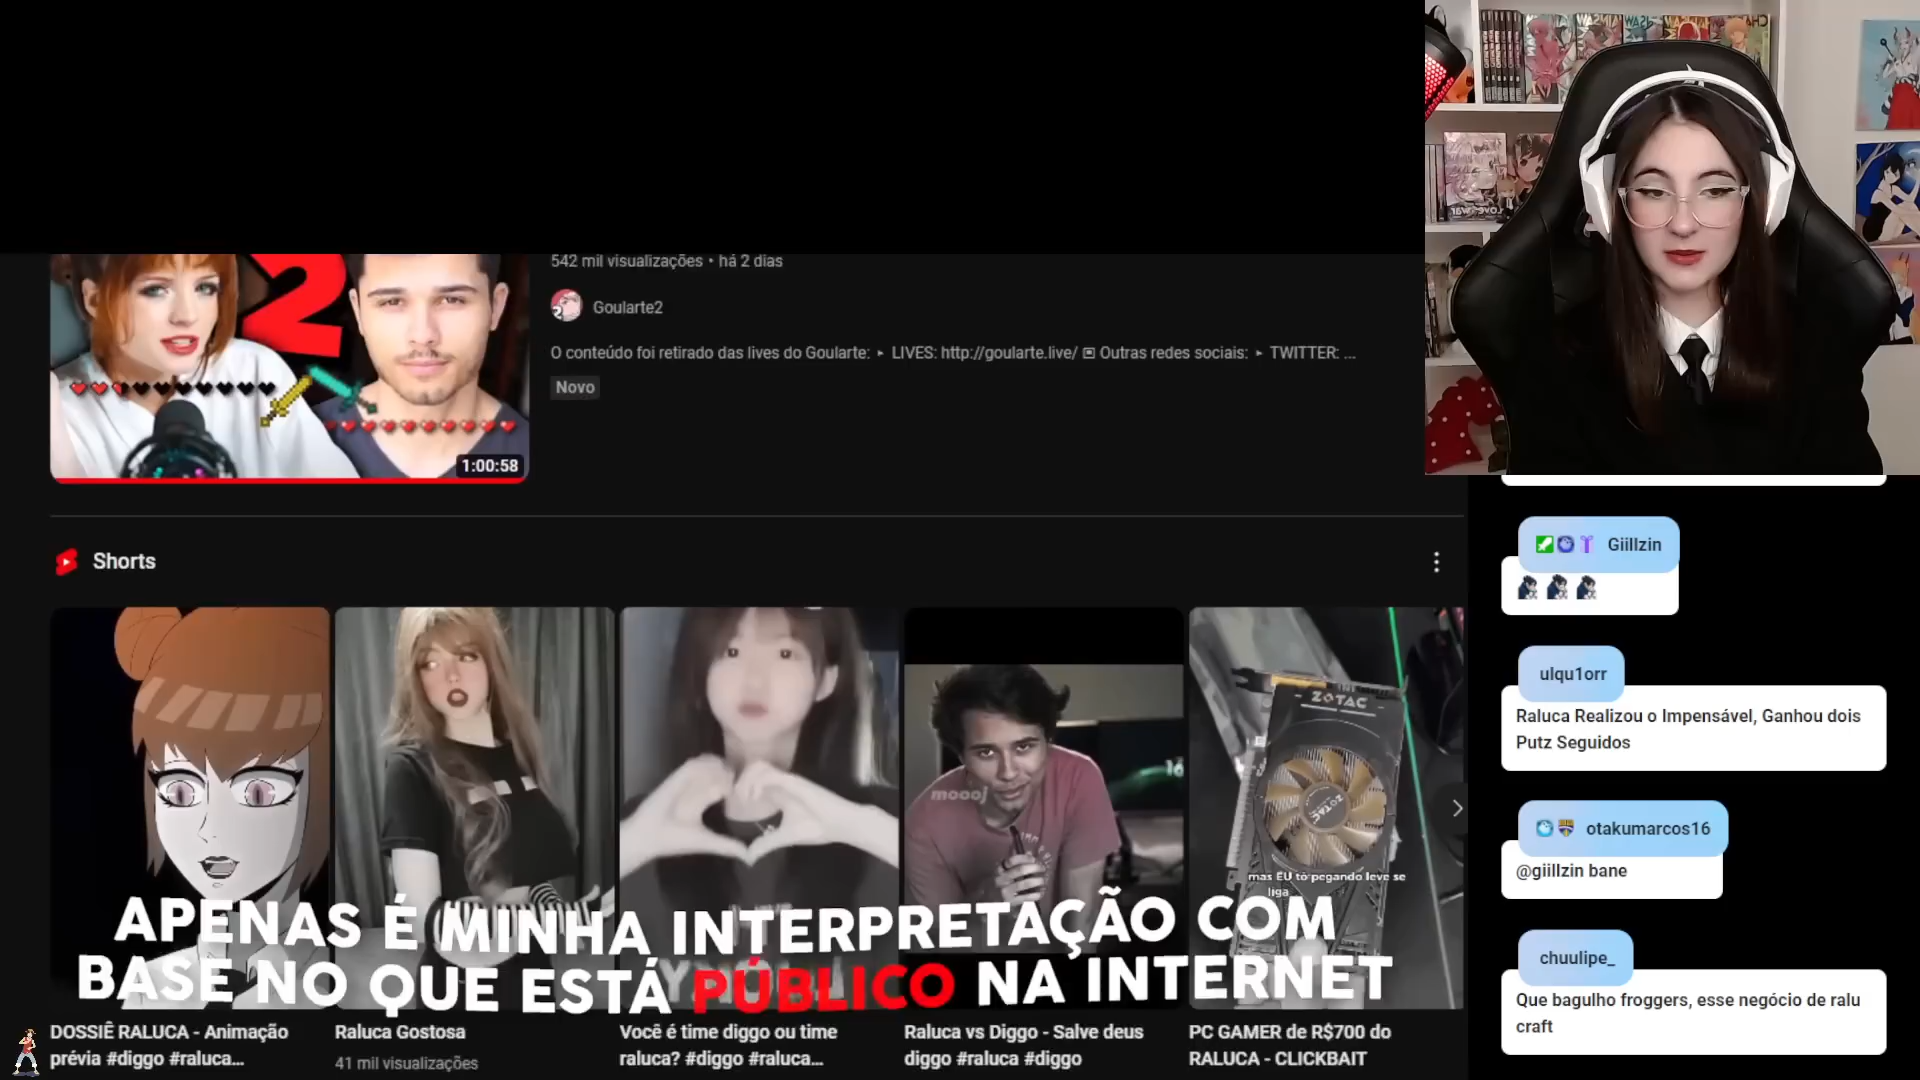 542 mil visualizações • há 2 dias
Goularte2
O conteúdo foi retirado das lives do Goularte: ‣ LIVES: http://goularte.live/ Outras redes sociais: ‣ TWITTER: ...
Novo
2
1:00:58
Shorts
ZOTAC
moooj
16
mas EU tô pegando leve se
liga
APENAS É MINHA INTERPRETAÇÃO COM
BASE NO QUE ESTÁ PÚBLICO NA INTERNET
DOSSIÊ RALUCA - Animação
prévia #diggo #raluca...
Raluca Gostosa
41 mil visualizações
Você é time diggo ou time
raluca? #diggo #raluca...
Raluca vs Diggo - Salve deus
diggo #raluca #diggo
PC GAMER de R$700 do
RALUCA - CLICKBAIT
Giillzin
ulqu1orr
Raluca Realizou o Impensável, Ganhou dois
Putz Seguidos
otakumarcos16
@giillzin bane
chuulipe_
Que bagulho froggers, esse negócio de ralu
craft